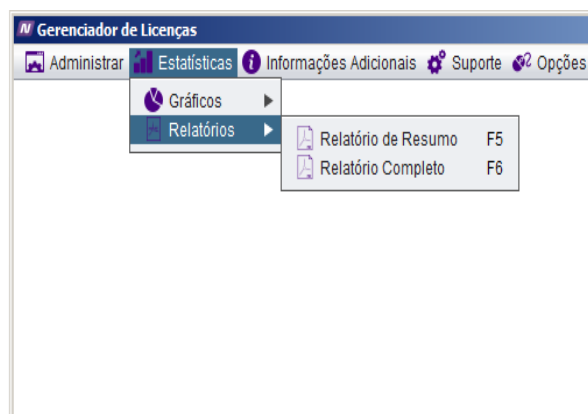 Gerenciador de Licenças
Administrar Estatísticas Informações Adicionais Suporte Opções
Gráficos
Relatórios
Relatório de Resumo F5
Relatório Completo F6